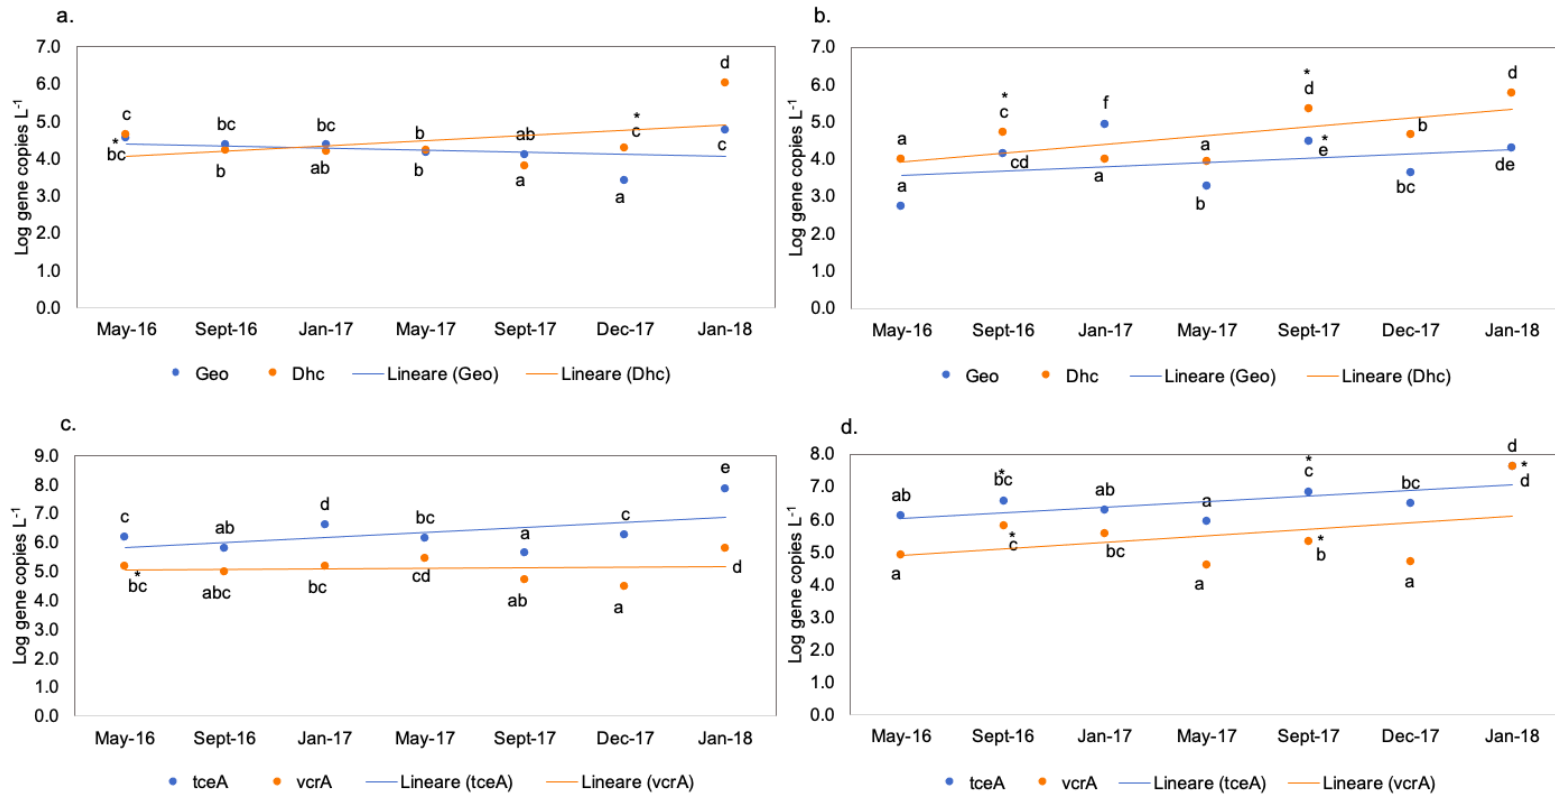 a.
Log gene copies L-1
7.0
6.0
5.0
4.0
3.0
2.0
1.0
0.0
c
*
bc
bc
b
bc
ab
b
b
ab
a
*
c
a
d
c
May-16 Sept-16 Jan-17 May-17 Sept-17 Dec-17 Jan-18
Geo Dhc Lineare (Geo) Lineare (Dhc)
b.
Log gene copies L-1
7.0
6.0
5.0
4.0
3.0
2.0
1.0
0.0
a
a
*
c
cd
f
a
a
b
*
d
*
e
b
bc
d
de
May-16 Sept-16 Jan-17 May-17 Sept-17 Dec-17 Jan-18
Geo Dhc Lineare (Geo) Lineare (Dhc)
c.
Log gene copies L-1
9.0
8.0
7.0
6.0
5.0
4.0
3.0
2.0
1.0
0.0
c
*
bc
ab
abc
d
bc
bc
cd
a
ab
c
a
e
d
May-16 Sept-16 Jan-17 May-17 Sept-17 Dec-17 Jan-18
tceA vcrA Lineare (tceA) Lineare (vcrA)
d.
Log gene copies L-1
8.0
7.0
6.0
5.0
4.0
3.0
2.0
1.0
0.0
ab
a
*
bc
*
c
ab
bc
a
a
*
c
*
b
bc
a
d
*
d
May-16 Sept-16 Jan-17 May-17 Sept-17 Dec-17 Jan-18
tceA vcrA Lineare (tceA) Lineare (vcrA)